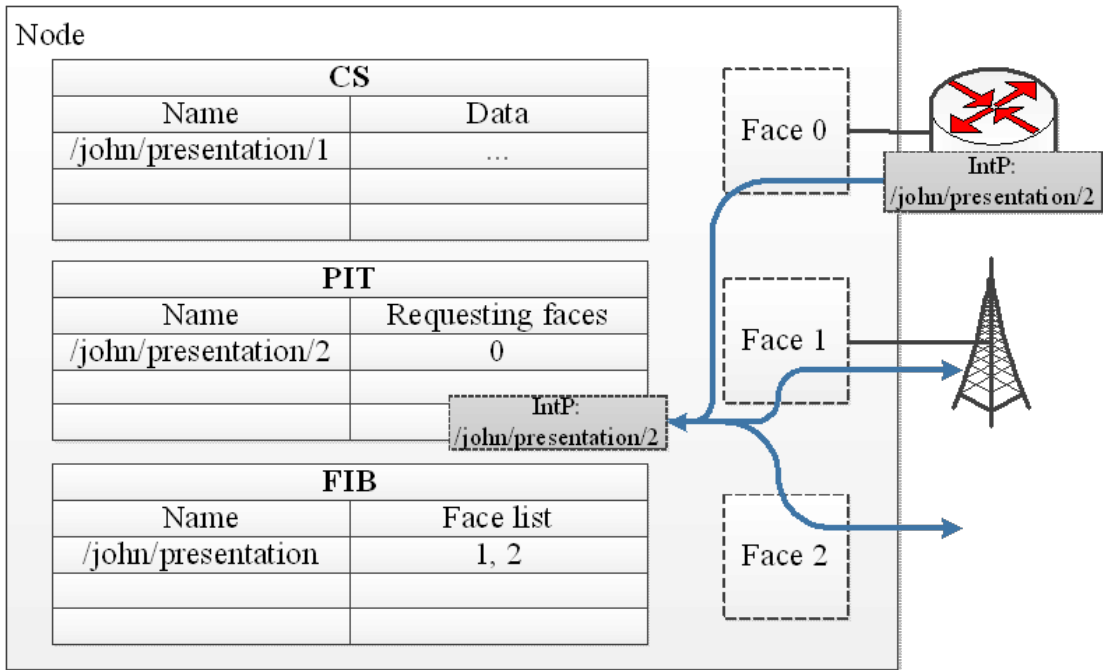 Node
CS
Name Data
/john/presentation/1 ...
PIT
Name Requesting faces
/john/presentation/2 0
FIB
Name Face list
/john/presentation 1, 2
IntP:
/john/presentation/2
Face 0
Face 1
Face 2
IntP:
/john/presentation/2